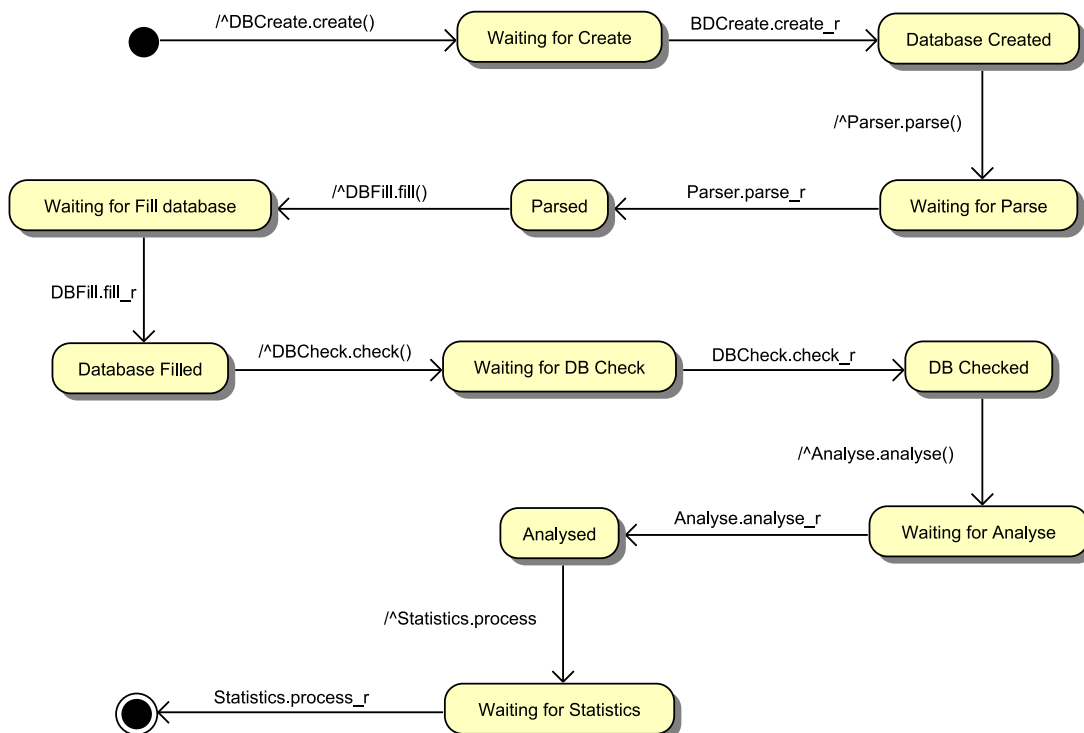 /^DBCreate.create()
Waiting for Create
BDCreate.create_r
Database Created
/^Parser.parse()
Waiting for Fill database
/^DBFill.fill()
Parsed
Parser.parse_r
Waiting for Parse
DBFill.fill_r
Database Filled
/^DBCheck.check()
Waiting for DB Check
DBCheck.check_r
DB Checked
/^Analyse.analyse()
Analysed
Analyse.analyse_r
Waiting for Analyse
/^Statistics.process
Statistics.process_r
Waiting for Statistics